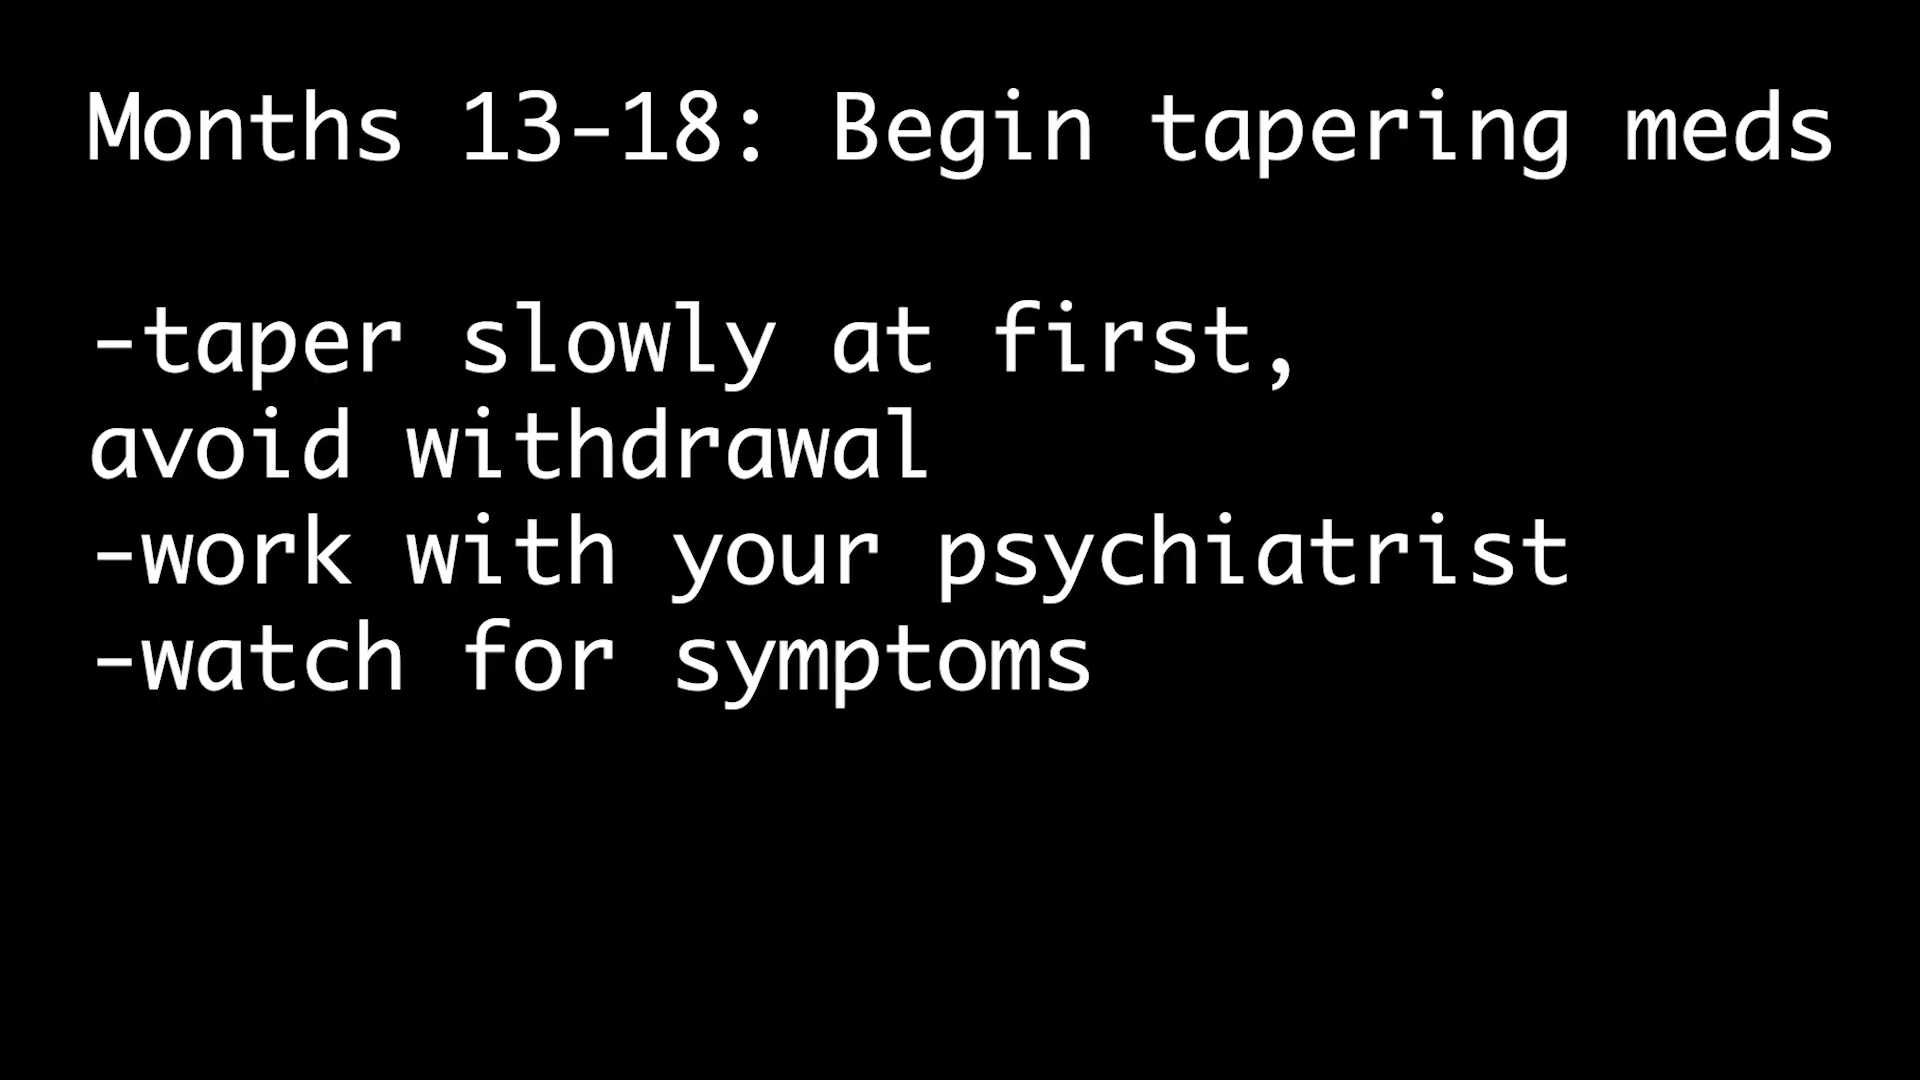 Months 13-18: Begin tapering meds
-taper slowly at first,
avoid withdrawal
-work with your psychiatrist
-watch for symptoms